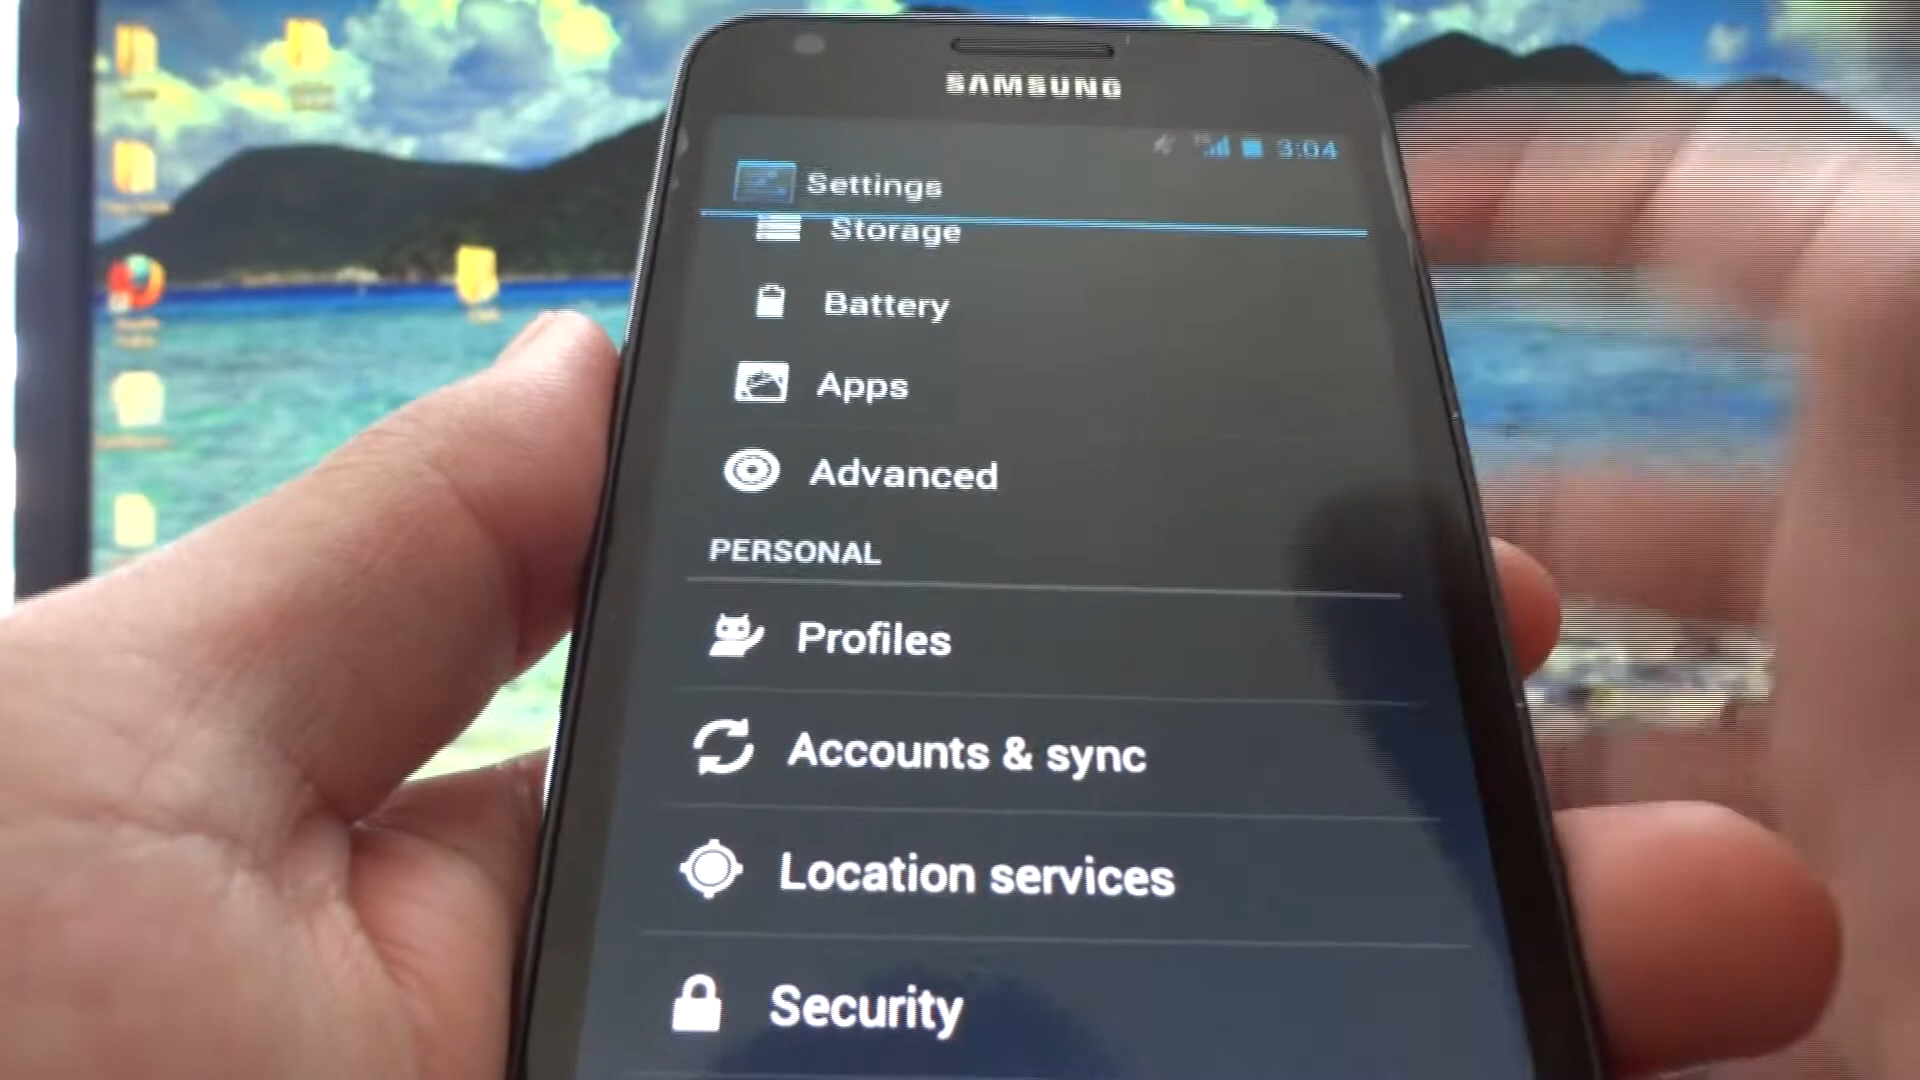 SAMSUNG
3:04
Settings
Storage
Battery
Apps
Advanced
PERSONAL
Profiles
Accounts & sync
Location services
Security